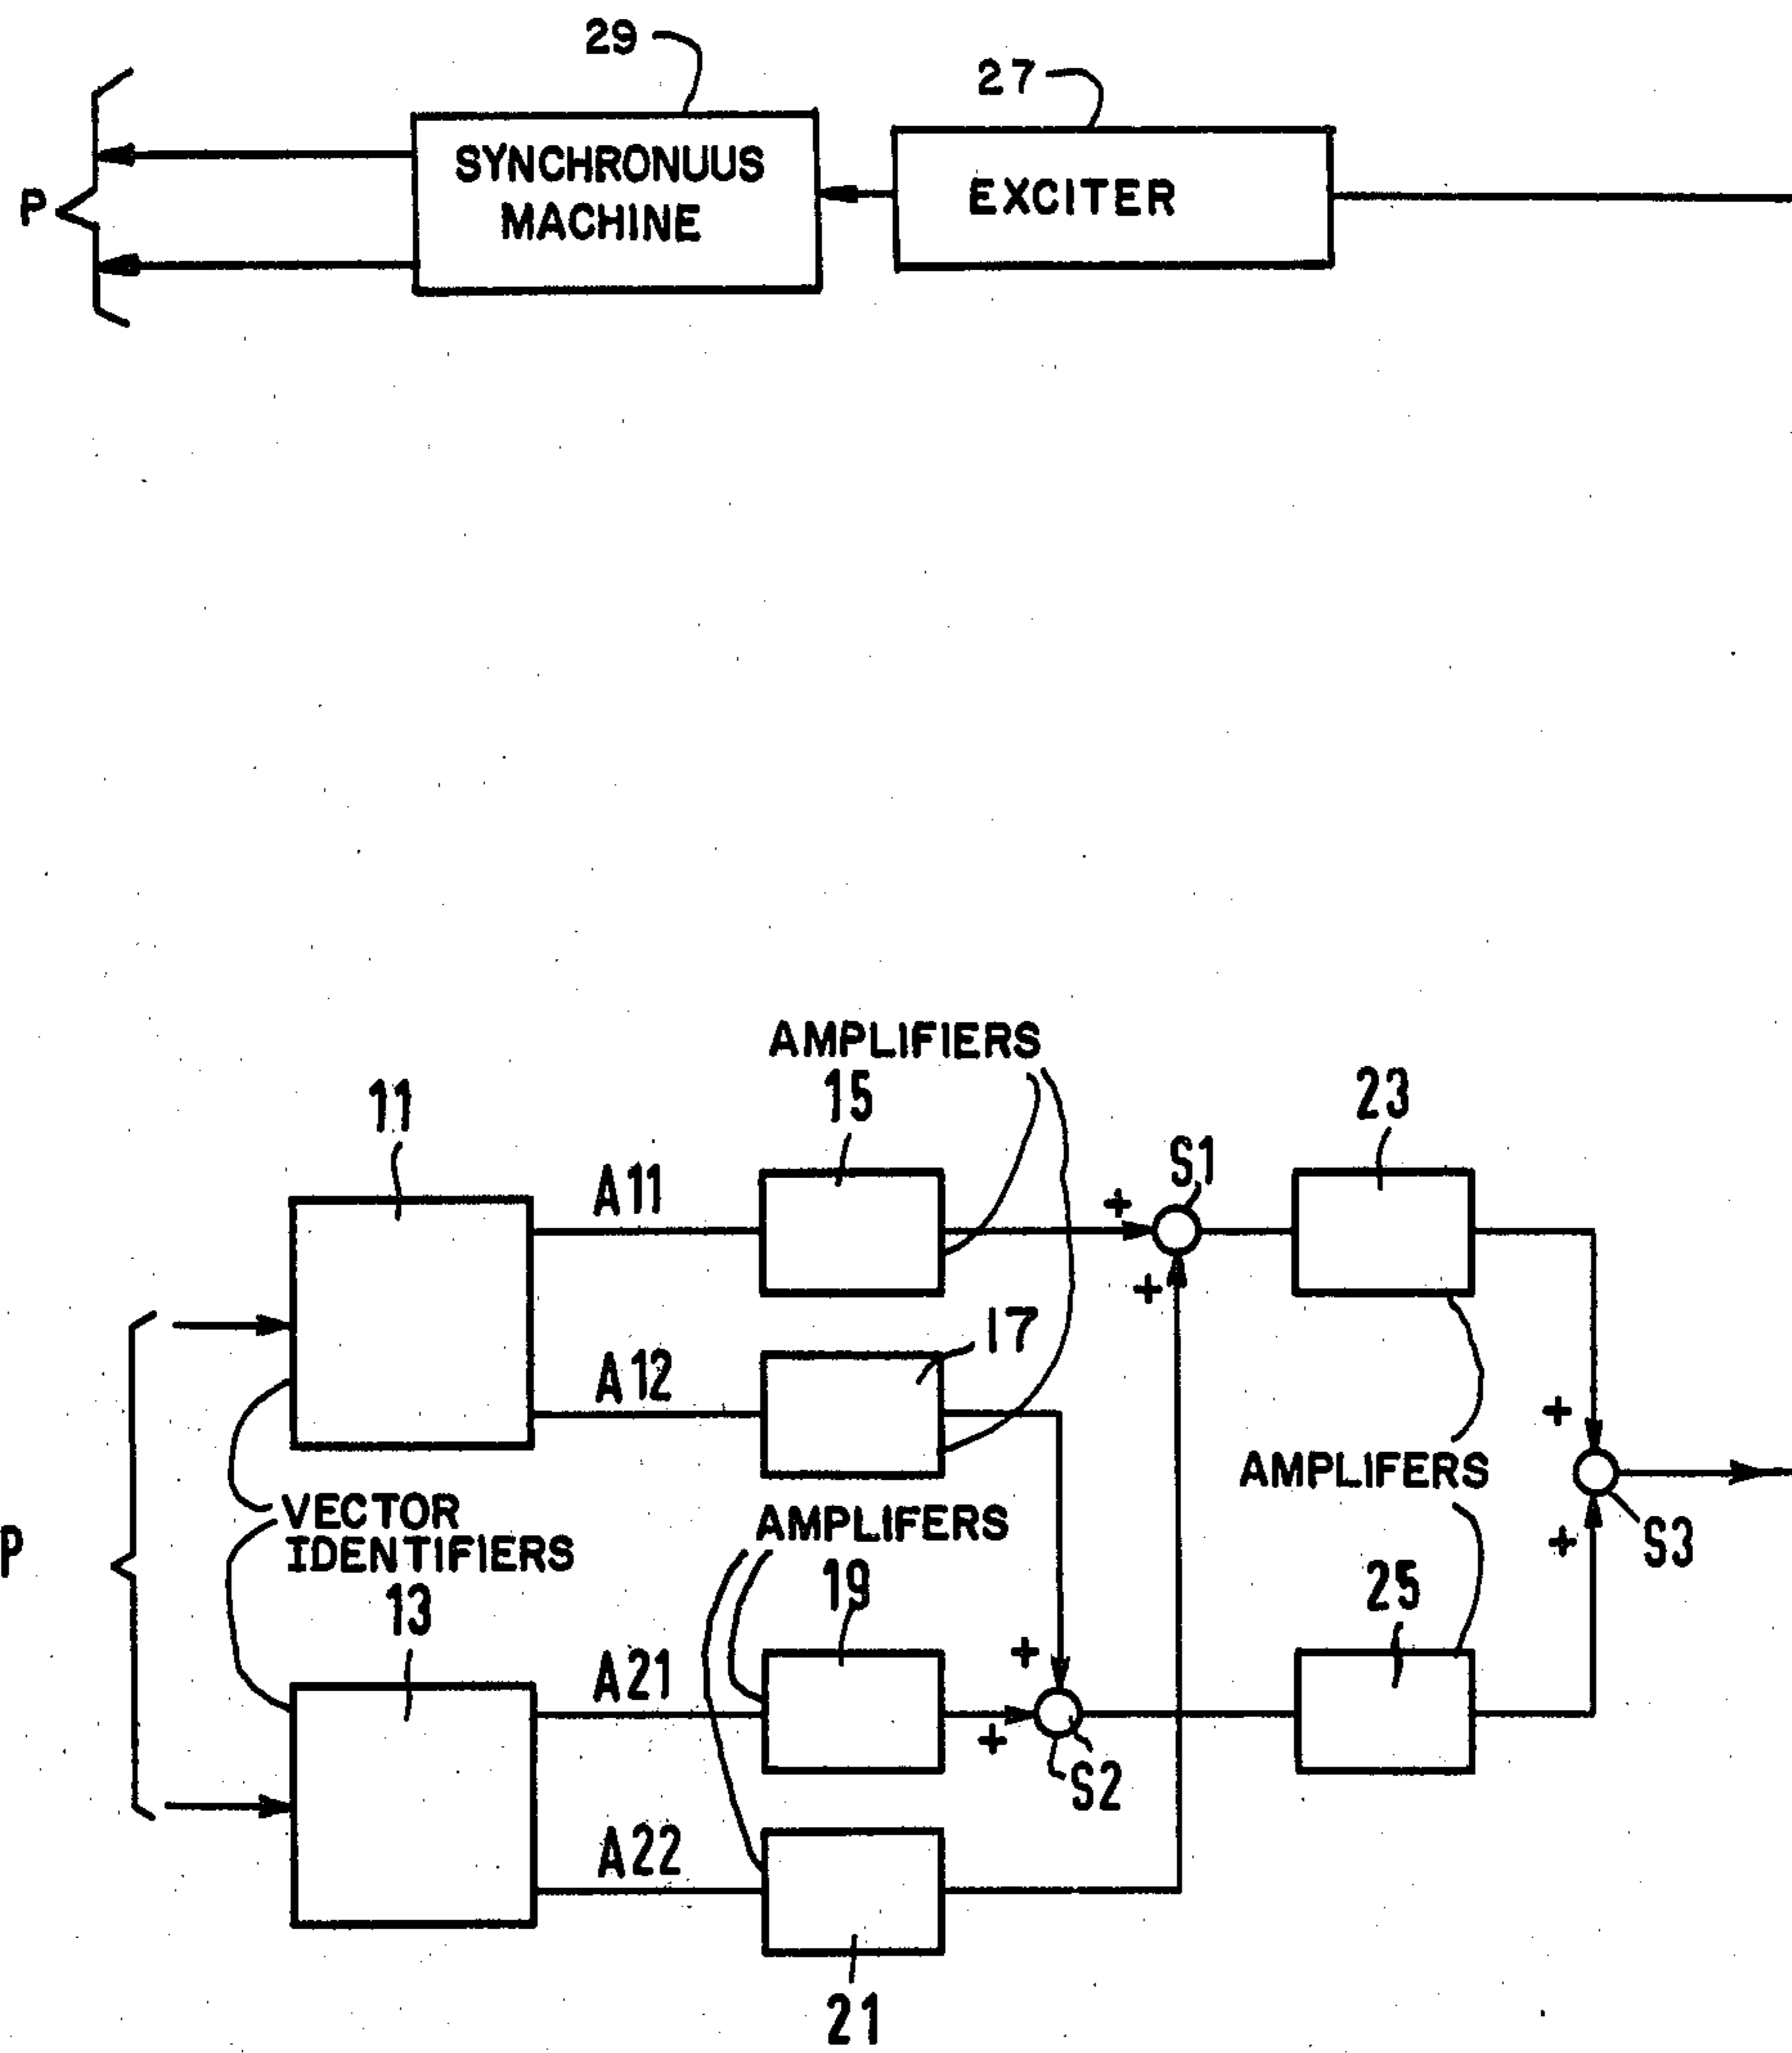 29
27
P
SYNCHRONUUS
MACHINE
EXCITER
AMPLIFIERS
11
15
23
A11
+
S1
+
17
A12
+
P
VECTOR
IDENTIFIERS
AMPLIFERS
AMPLIFERS
13
19
25
+
S3
A21
+
+
S2
A22
21